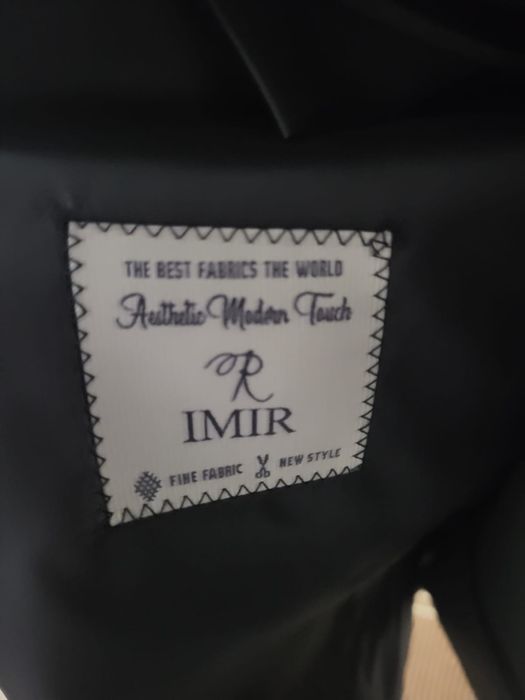 THE BEST FABRICS THE WORLD
Aesthetic Modern Touch
R
IMIR
FINE FABRIC NEW STYLE